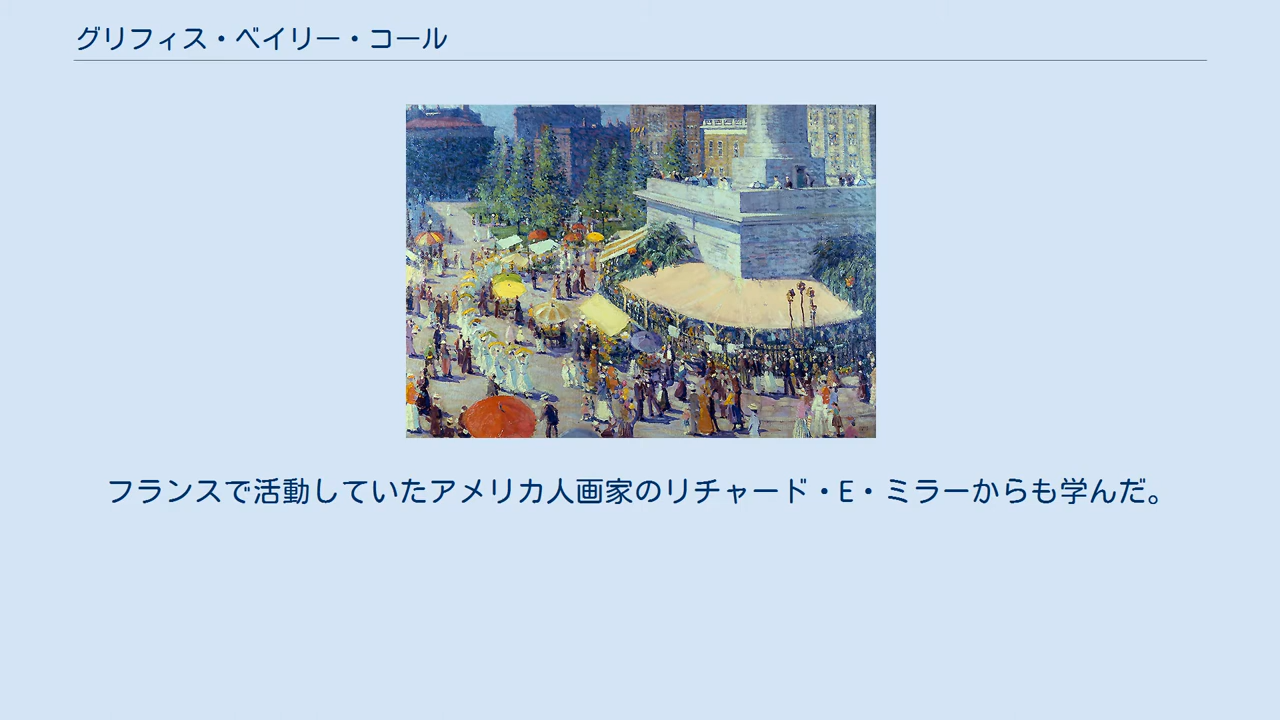 グリフィス・ベイリー・コール
フランスで活動していたアメリカ人画家のリチャード・E・ミラーからも学んだ。